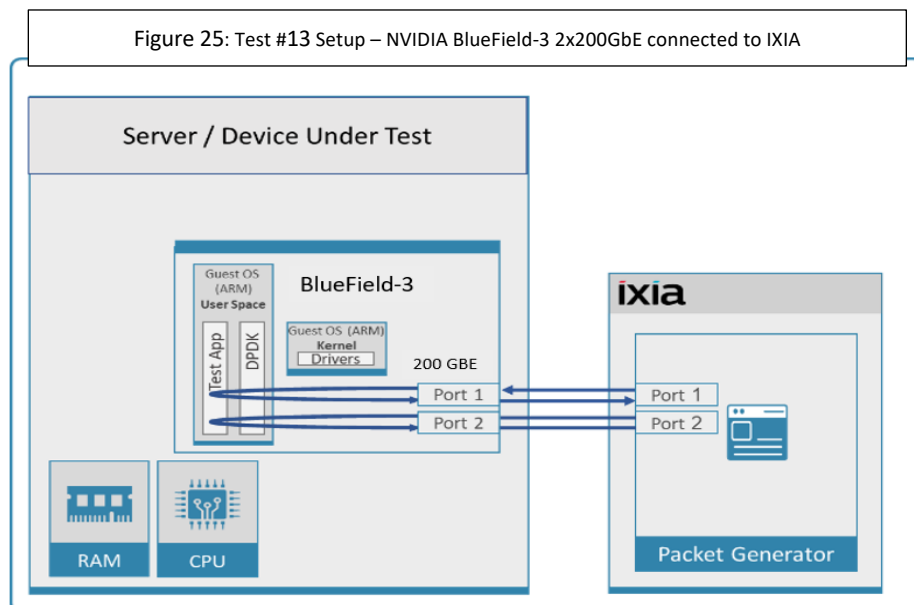 Figure 25: Test #13 Setup – NVIDIA BlueField-3 2x200GbE connected to IXIA
Server / Device Under Test
Guest OS
(ARM)
User Space
Test App
DPDK
BlueField-3
Guest OS (ARM)
Kernel
Drivers
200 GBE
Port 1
Port 2
RAM
CPU
ixia
Port 1
Port 2
Packet Generator